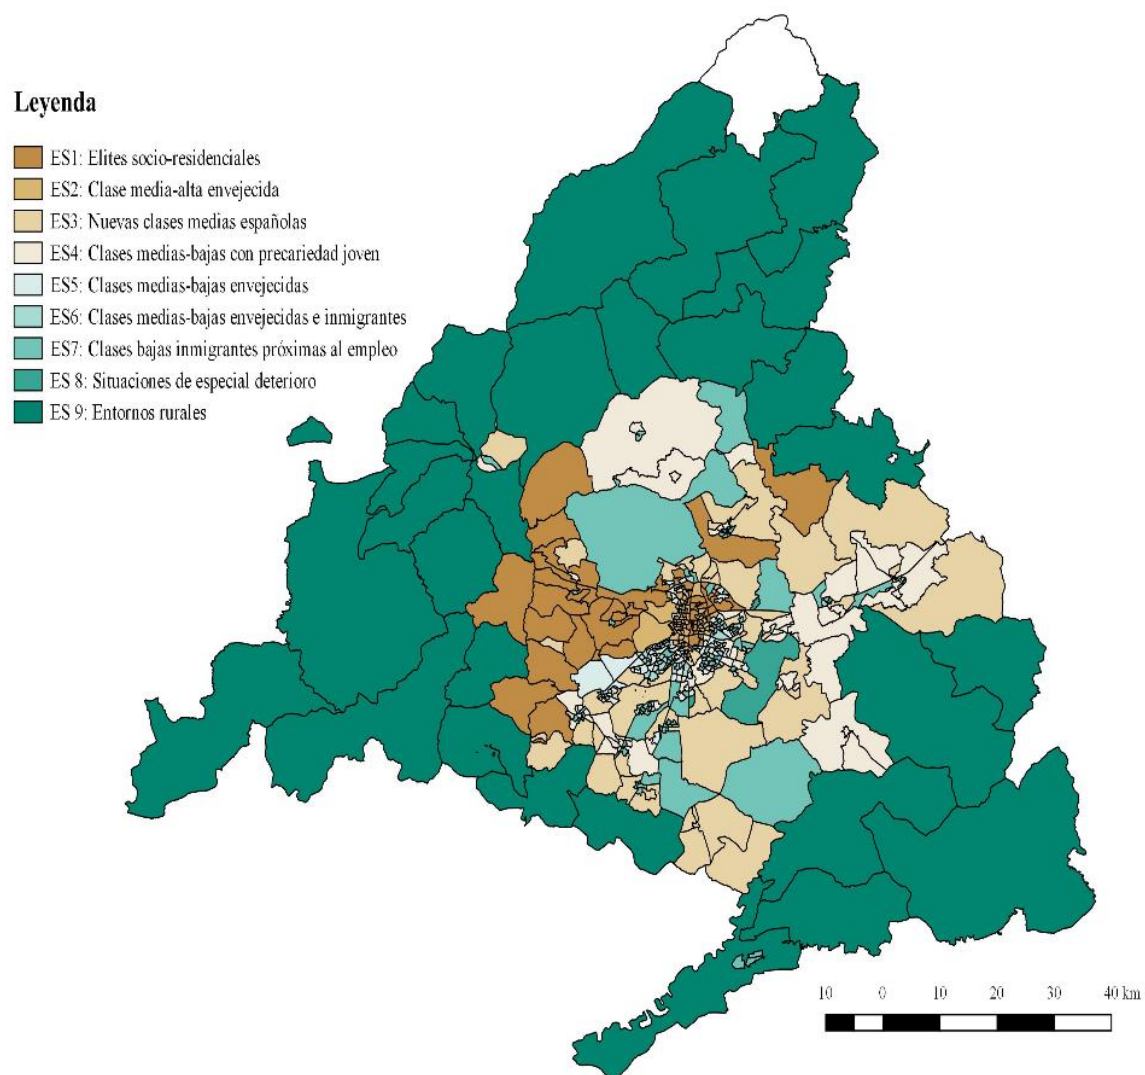 Leyenda
ES1: Elites socio-residenciales
ES2: Clase media-alta envejecida
ES3: Nuevas clases medias españolas
ES4: Clases medias-bajas con precariedad joven
ES5: Clases medias-bajas envejecidas
ES6: Clases medias-bajas envejecidas e inmigrantes
ES7: Clases bajas inmigrantes próximas al empleo
ES 8: Situaciones de especial deterioro
ES 9: Entornos rurales
10 0 10 20 30 40 km